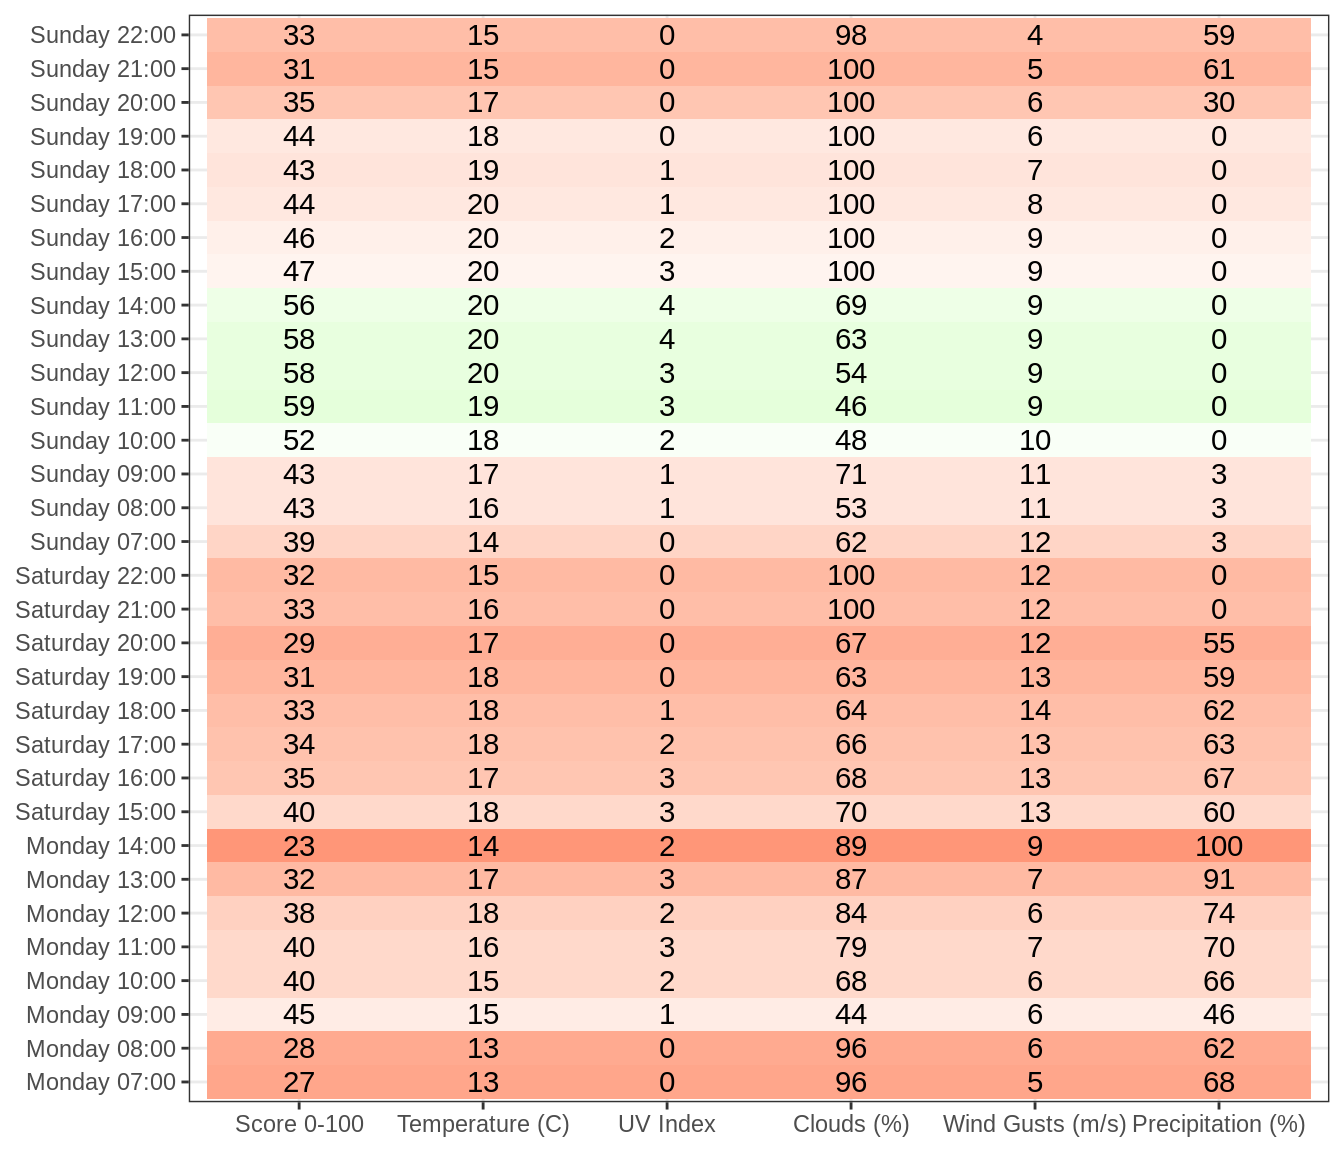 Sunday 22:00 33 15 0 98 4 59
Sunday 21:00 31 15 0 100 5 61
Sunday 20:00 35 17 0 100 6 30
Sunday 19:00 44 18 0 100 6 0
Sunday 18:00 43 19 1 100 7 0
Sunday 17:00 44 20 1 100 8 0
Sunday 16:00 46 20 2 100 9 0
Sunday 15:00 47 20 3 100 9 0
Sunday 14:00 56 20 4 69 9 0
Sunday 13:00 58 20 4 63 9 0
Sunday 12:00 58 20 3 54 9 0
Sunday 11:00 59 19 3 46 9 0
Sunday 10:00 52 18 2 48 10 0
Sunday 09:00 43 17 1 71 11 3
Sunday 08:00 43 16 1 53 11 3
Sunday 07:00 39 14 0 62 12 3
Saturday 22:00 32 15 0 100 12 0
Saturday 21:00 33 16 0 100 12 0
Saturday 20:00 29 17 0 67 12 55
Saturday 19:00 31 18 0 63 13 59
Saturday 18:00 33 18 1 64 14 62
Saturday 17:00 34 18 2 66 13 63
Saturday 16:00 35 17 3 68 13 67
Saturday 15:00 40 18 3 70 13 60
Monday 14:00 23 14 2 89 9 100
Monday 13:00 32 17 3 87 7 91
Monday 12:00 38 18 2 84 6 74
Monday 11:00 40 16 3 79 7 70
Monday 10:00 40 15 2 68 6 66
Monday 09:00 45 15 1 44 6 46
Monday 08:00 28 13 0 96 6 62
Monday 07:00 27 13 0 96 5 68
Score 0-100 Temperature (C) UV Index Clouds (%) Wind Gusts (m/s) Precipitation (%)